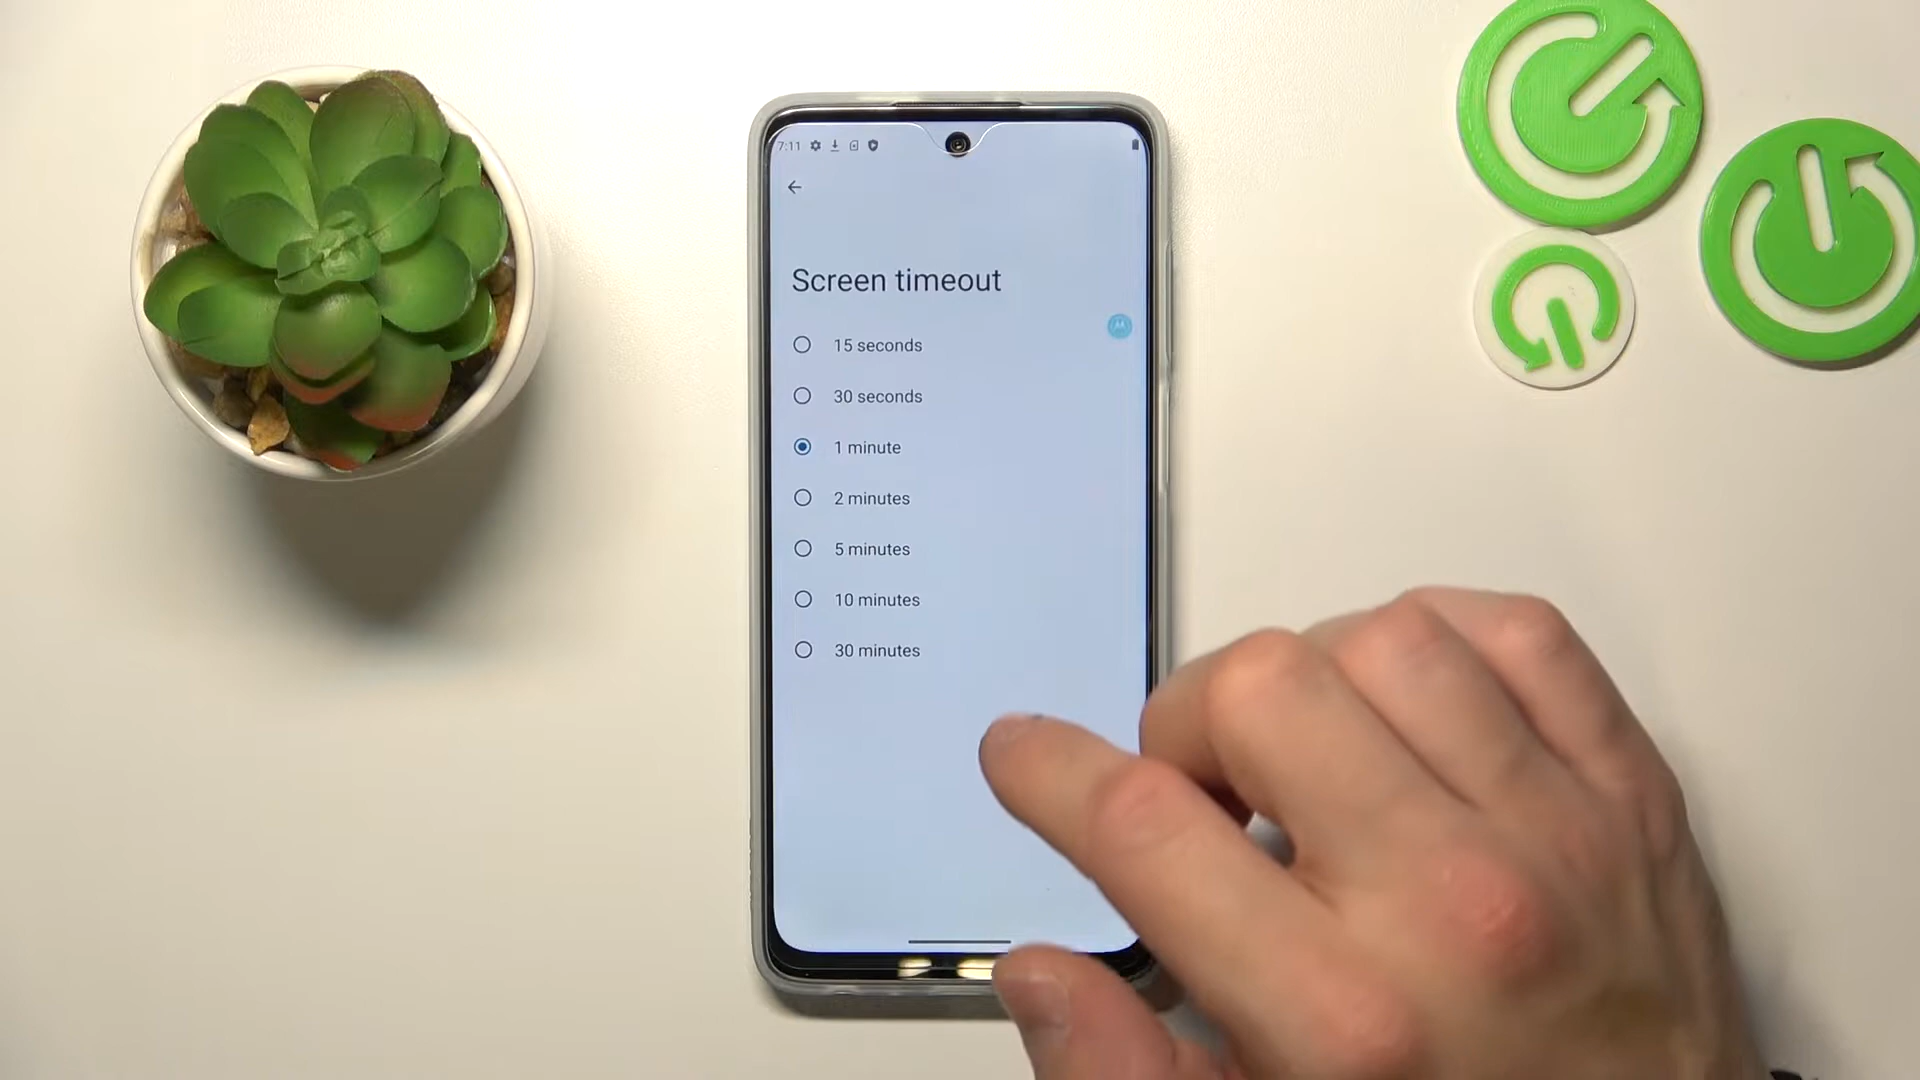 7:11
Screen timeout
15 seconds
30 seconds
1 minute
2 minutes
5 minutes
10 minutes
30 minutes